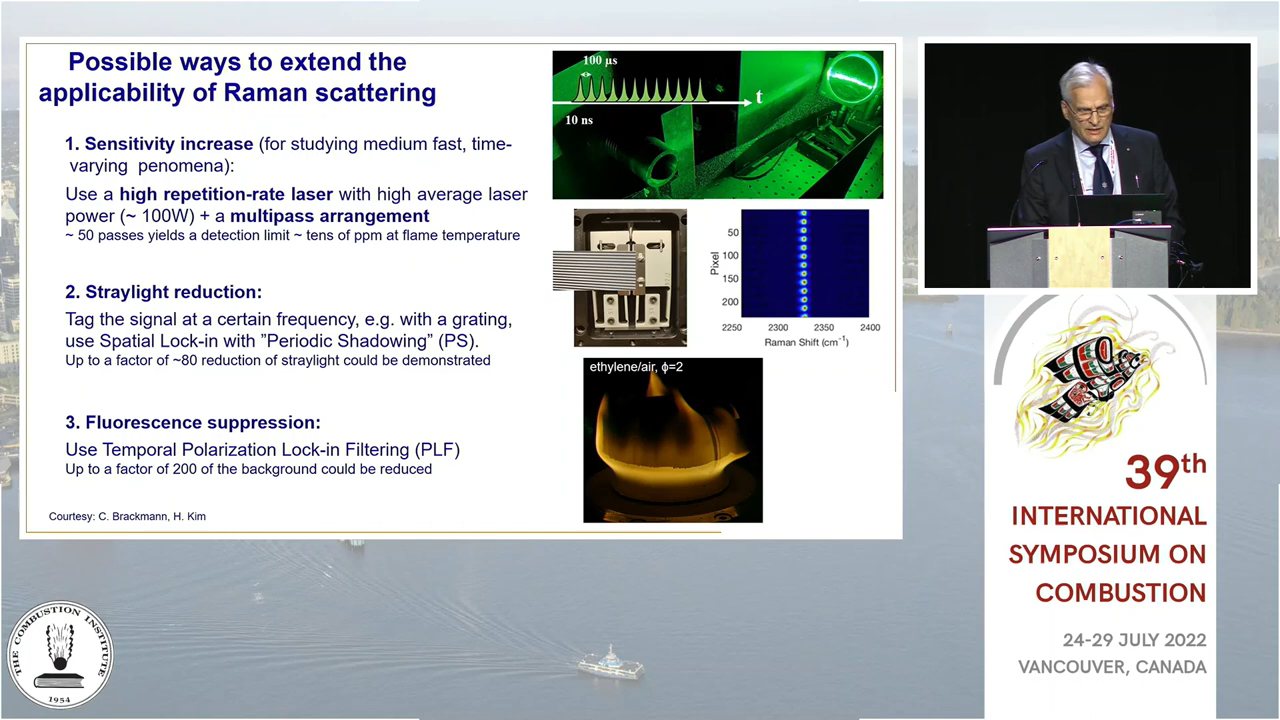 Possible ways to extend the
applicability of Raman scattering
1. Sensitivity increase (for studying medium fast, time-
varying penomena):
Use a high repetition-rate laser with high average laser
power (~ 100W) + a multipass arrangement
~ 50 passes yields a detection limit ~ tens of ppm at flame temperature
2. Straylight reduction:
Tag the signal at a certain frequency, e.g. with a grating,
use Spatial Lock-in with ”Periodic Shadowing” (PS).
Up to a factor of ~80 reduction of straylight could be demonstrated
3. Fluorescence suppression:
Use Temporal Polarization Lock-in Filtering (PLF)
Up to a factor of 200 of the background could be reduced
Courtesy: C. Brackmann, H. Kim
100 µs
t
10 ns
Pixel
50
100
150
200
2250 2300 2350 2400
Raman Shift (cm-1)
ethylene/air, ϕ=2
39th
INTERNATIONAL
SYMPOSIUM ON
COMBUSTION
24-29 JULY 2022
VANCOUVER, CANADA
THE COMBUSTION INSTITUTE
1954